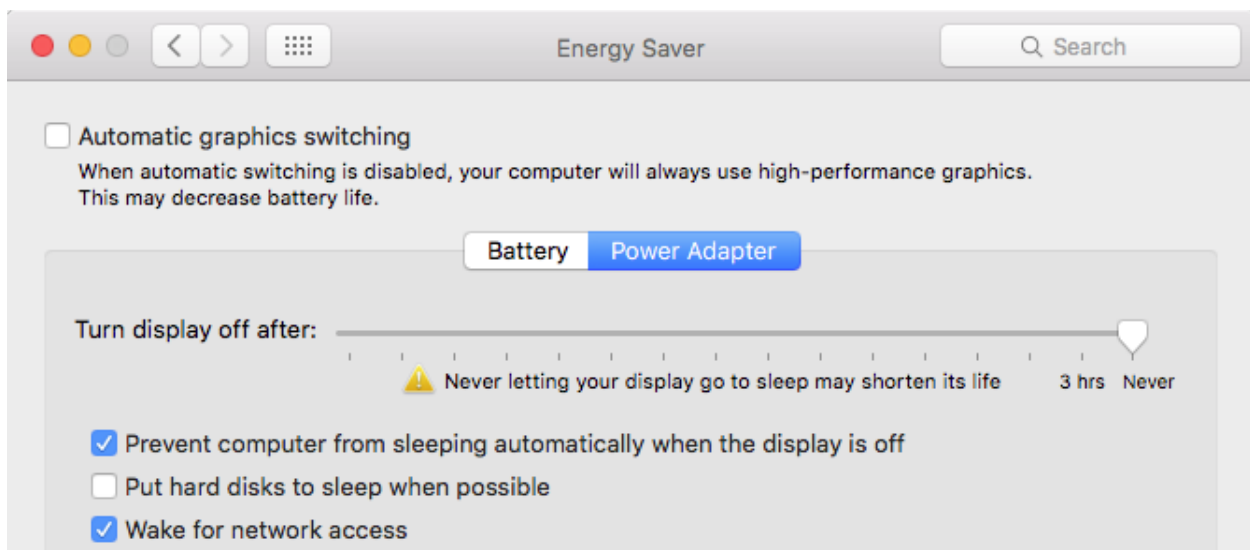 Energy Saver
Search
Automatic graphics switching
When automatic switching is disabled, your computer will always use high-performance graphics.
This may decrease battery life.
Battery Power Adapter
Turn display off after:
Never letting your display go to sleep may shorten its life 3 hrs Never
Prevent computer from sleeping automatically when the display is off
Put hard disks to sleep when possible
Wake for network access